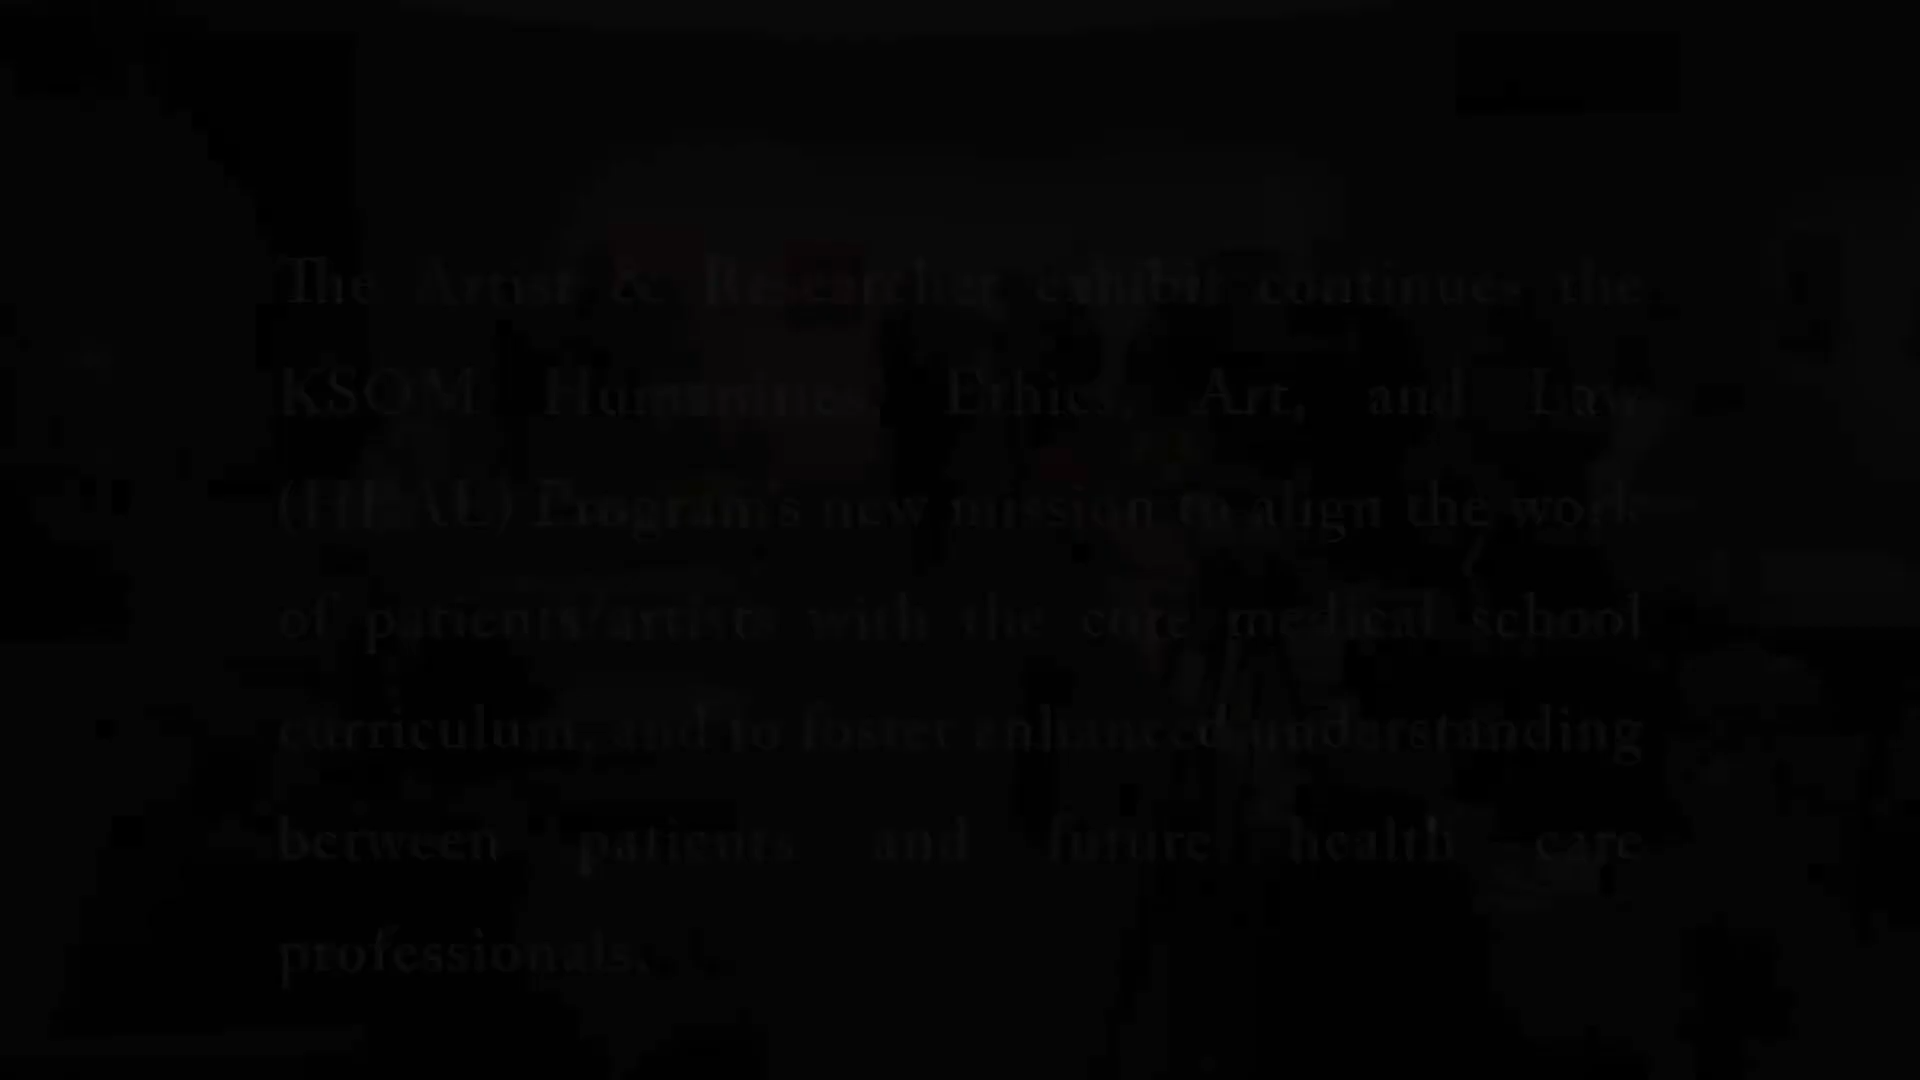 The Artist & Researcher exhibit continues the
KSOM Humanities, Ethics, Art, and Law
(HEAL) Program's new mission to align the work
of patients/artists with the core medical school
curriculum, and to foster enhanced understanding
between patients and future health care
professionals.